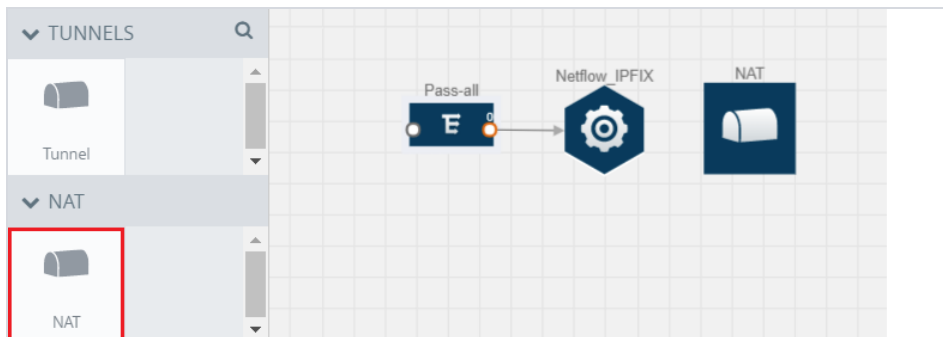 TUNNELS
Tunnel
NAT
NAT
Pass-all
0
Netflow_IPFIX
NAT